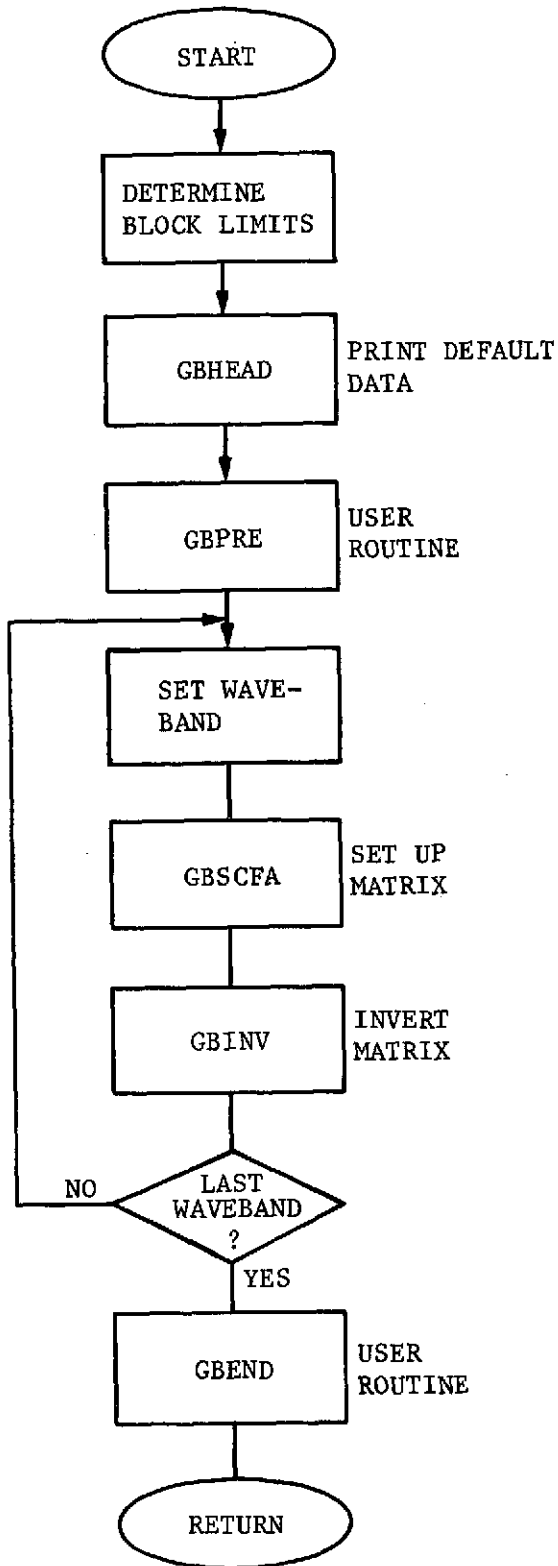 START
DETERMINE
BLOCK LIMITS
GBHEAD
PRINT DEFAULT
DATA
GBPRE
USER
ROUTINE
SET WAVE-
BAND
GBSCFA
SET UP
MATRIX
GBINV
INVERT
MATRIX
NO
LAST
WAVEBAND
?
YES
GBEND
USER
ROUTINE
RETURN